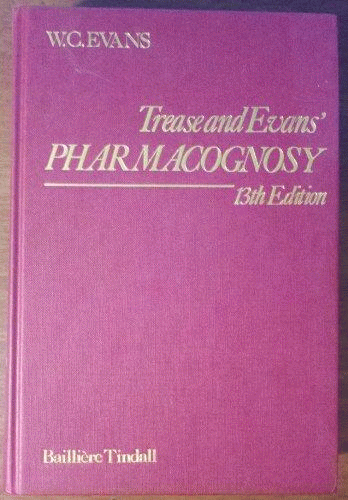 W.C.EVANS
Trease and Evans'
PHARMACOGNOSY
13th Edition
Baillière Tindall